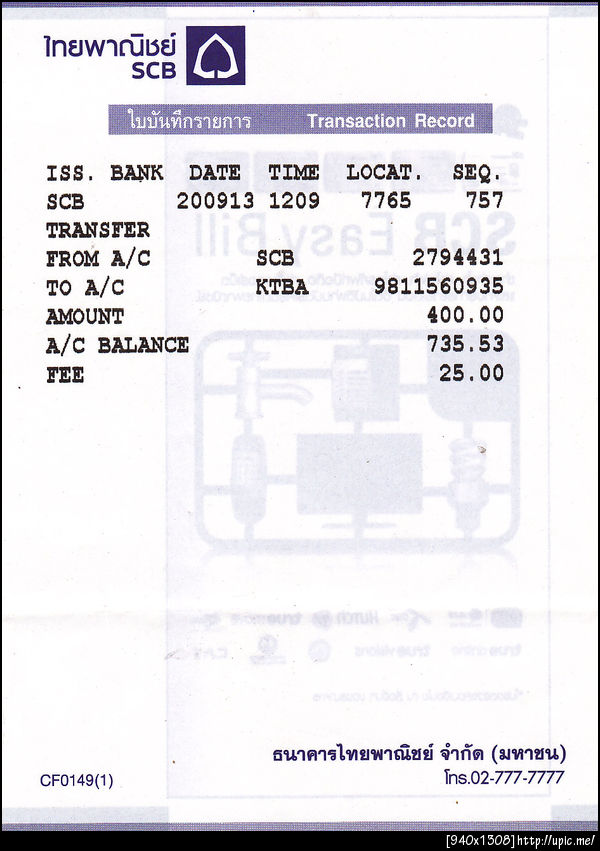 ไทยพาณิชย์
SCB
ใบบันทึกรายการ Transaction Record
ISS. BANK DATE TIME LOCAT. SEQ.
SCB 200913 1209 7765 757
TRANSFER
FROM A/C SCB 2794431
TO A/C KTBA 9811560935
AMOUNT 400.00
A/C BALANCE 735.53
FEE 25.00
SCB Easy Bill
ธนาคารไทยพาณิชย์ จำกัด (มหาชน)
CF0149(1) โทร.02-777-7777
[940x1308]http://upic.me/